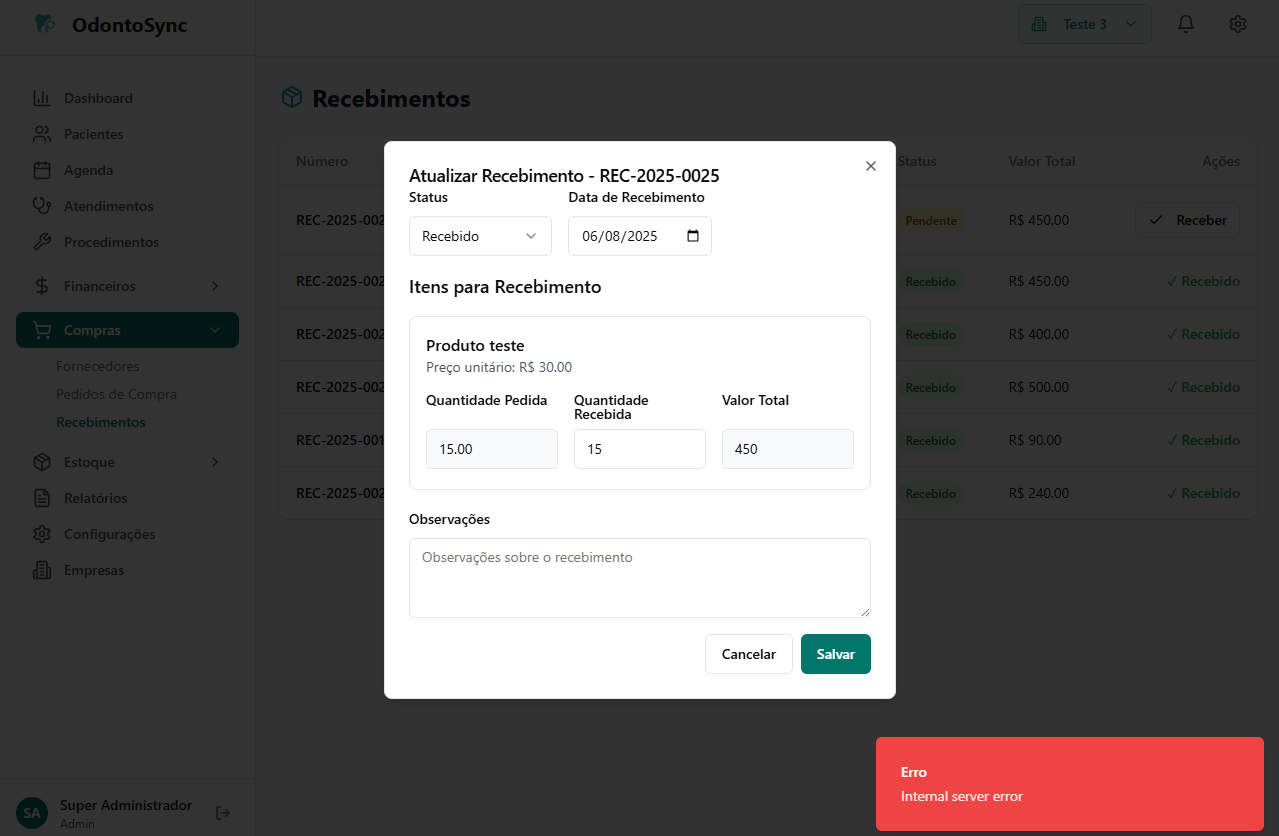 OdontoSync
Teste 3
Dashboard
Pacientes
Agenda
Atendimentos
Procedimentos
Financeiros
Compras
Fornecedores
Pedidos de Compra
Recebimentos
Estoque
Relatórios
Configurações
Empresas
SA
Super Administrador
Admin
Recebimentos
Número
Status
Valor Total
Ações
REC-2025-002
Pendente
R$ 450.00
Receber
REC-2025-002
Recebido
R$ 450.00
✓ Recebido
REC-2025-002
Recebido
R$ 400.00
✓ Recebido
REC-2025-002
Recebido
R$ 500.00
✓ Recebido
REC-2025-001
Recebido
R$ 90.00
✓ Recebido
REC-2025-002
Recebido
R$ 240.00
✓ Recebido
Atualizar Recebimento - REC-2025-0025
Status
Data de Recebimento
Recebido
06/08/2025
Itens para Recebimento
Produto teste
Preço unitário: R$ 30.00
Quantidade Pedida
Quantidade
Recebida
Valor Total
15.00
15
450
Observações
Observações sobre o recebimento
Cancelar
Salvar
Erro
Internal server error